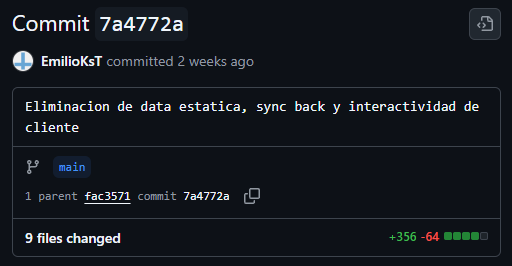 Commit 7a4772a
EmilioKsT committed 2 weeks ago
Eliminacion de data estatica, sync back y interactividad de
cliente
main
1 parent fac3571 commit 7a4772a
9 files changed +356 -64